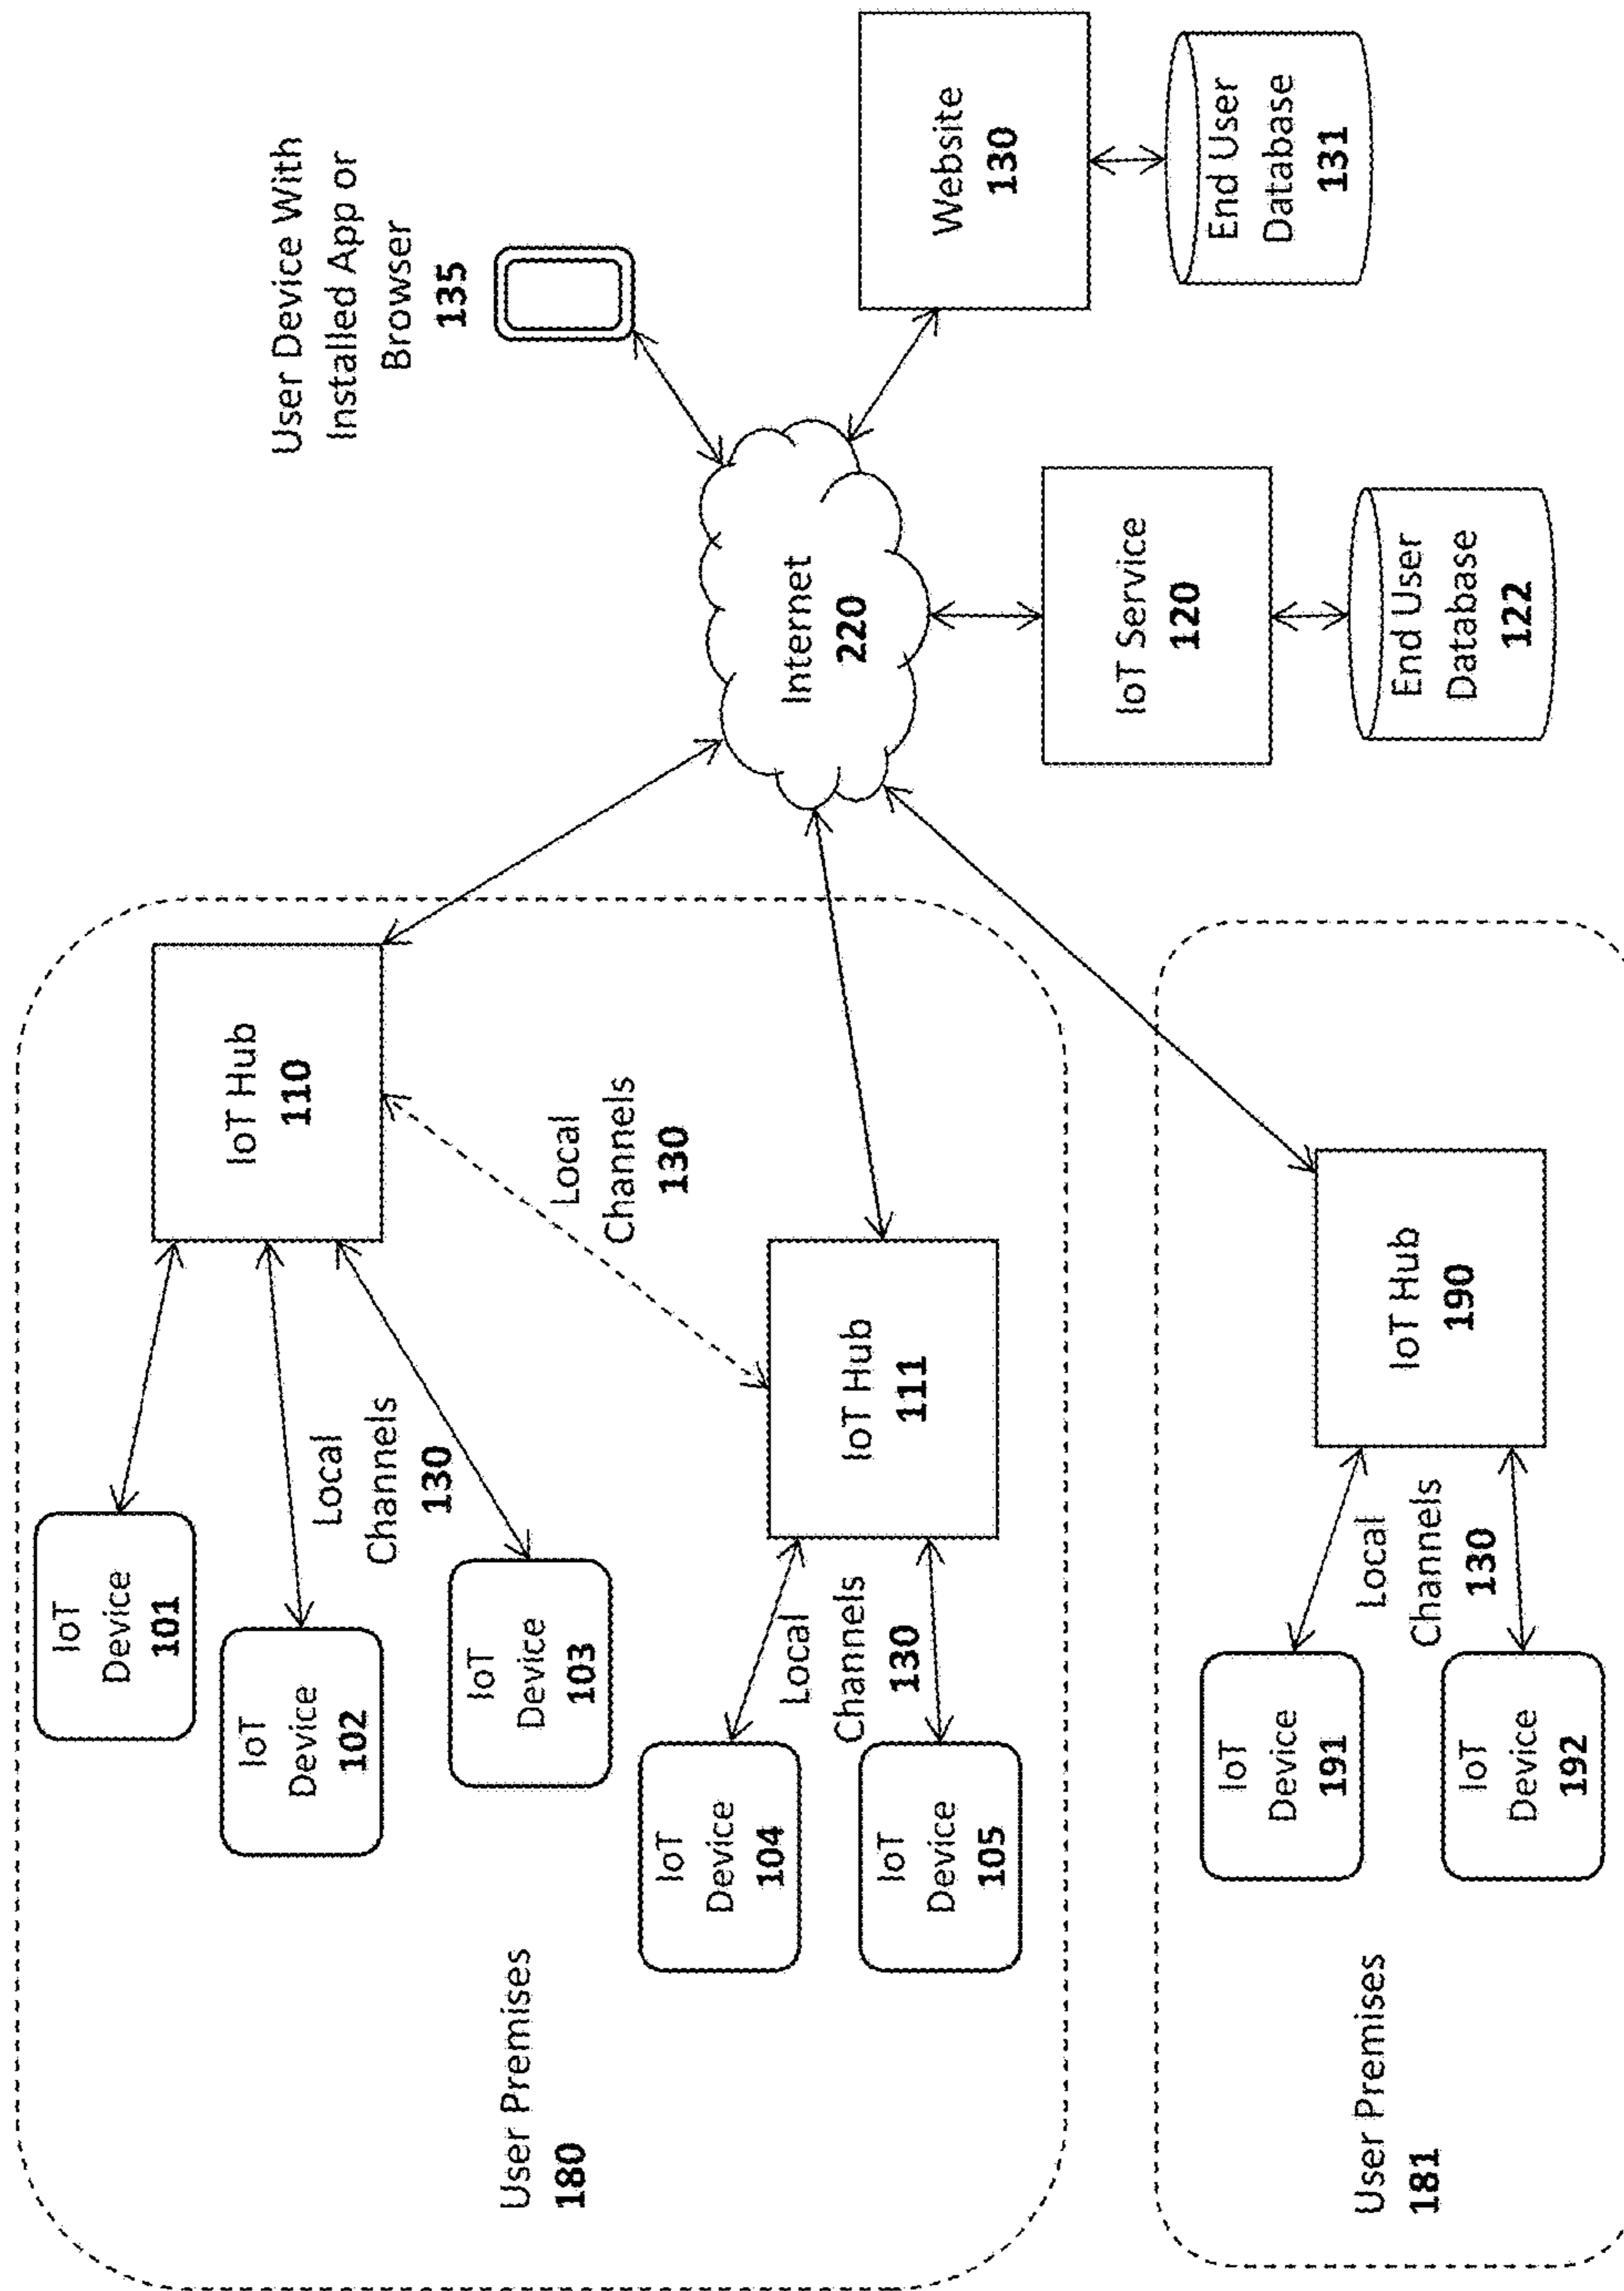 IoT
Device
101
IoT
Device
102
IoT
Device
103
Local
Channels
130
IoT Hub
110
Local
Channels
130
User Premises
180
IoT
Device
104
IoT
Device
105
Local
Channels
130
IoT Hub
111
User Device With
Installed App or
Browser
135
Internet
220
Website
130
End User
Database
131
IoT Service
120
End User
Database
122
User Premises
181
IoT
Device
191
IoT
Device
192
Local
Channels
130
IoT Hub
190